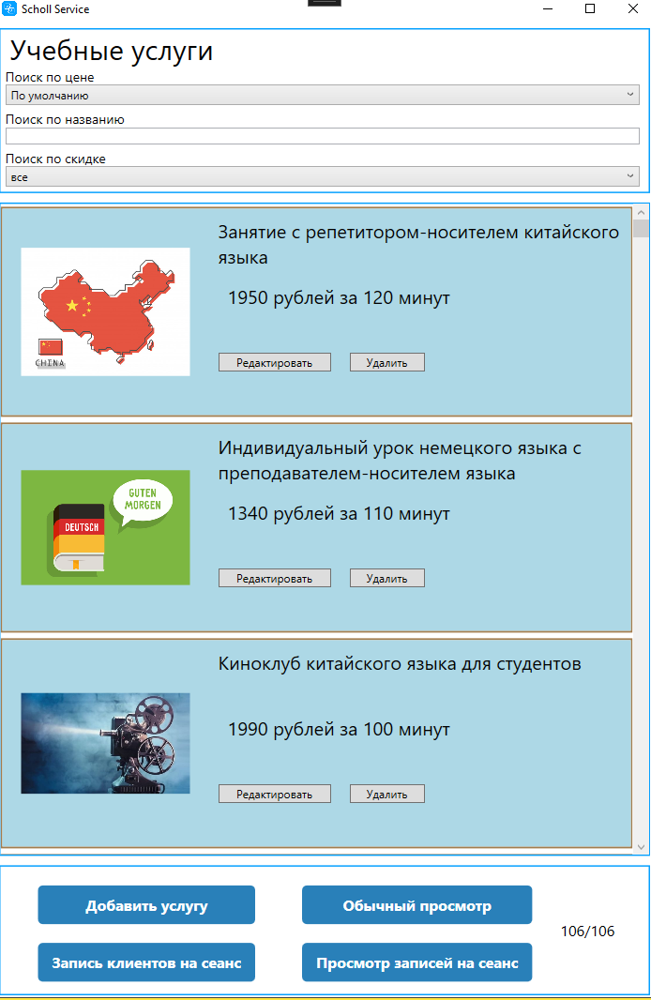 Scholl Service
Учебные услуги
Поиск по цене
По умолчанию
Поиск по названию
Поиск по скидке
все
Занятие с репетитором-носителем китайского
языка
1950 рублей за 120 минут
CHINA
Редактировать
Удалить
Индивидуальный урок немецкого языка с
преподавателем-носителем языка
GUTEN
MORGEN
DEUTSCH
1340 рублей за 110 минут
Редактировать
Удалить
Киноклуб китайского языка для студентов
1990 рублей за 100 минут
Редактировать
Удалить
Добавить услугу
Обычный просмотр
106/106
Запись клиентов на сеанс
Просмотр записей на сеанс